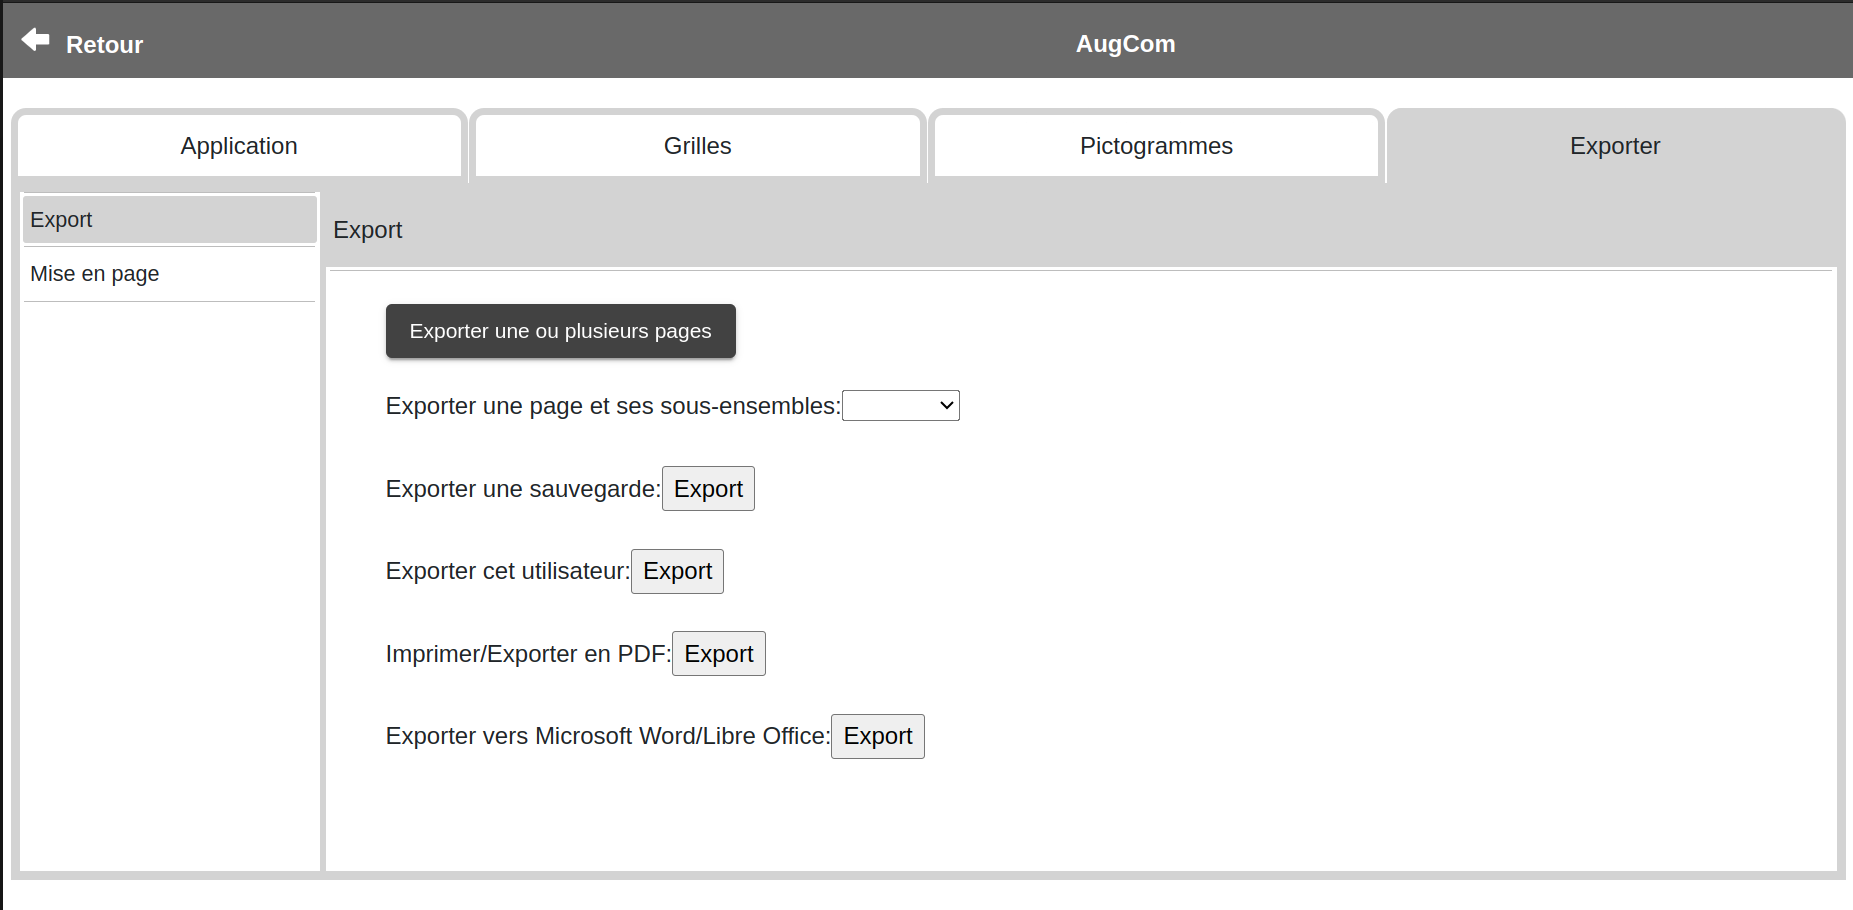 Retour
AugCom
Application
Grilles
Pictogrammes
Exporter
Export
Mise en page
Export
Exporter une ou plusieurs pages
Exporter une page et ses sous-ensembles:
Exporter une sauvegarde: Export
Exporter cet utilisateur: Export
Imprimer/Exporter en PDF: Export
Exporter vers Microsoft Word/Libre Office: Export